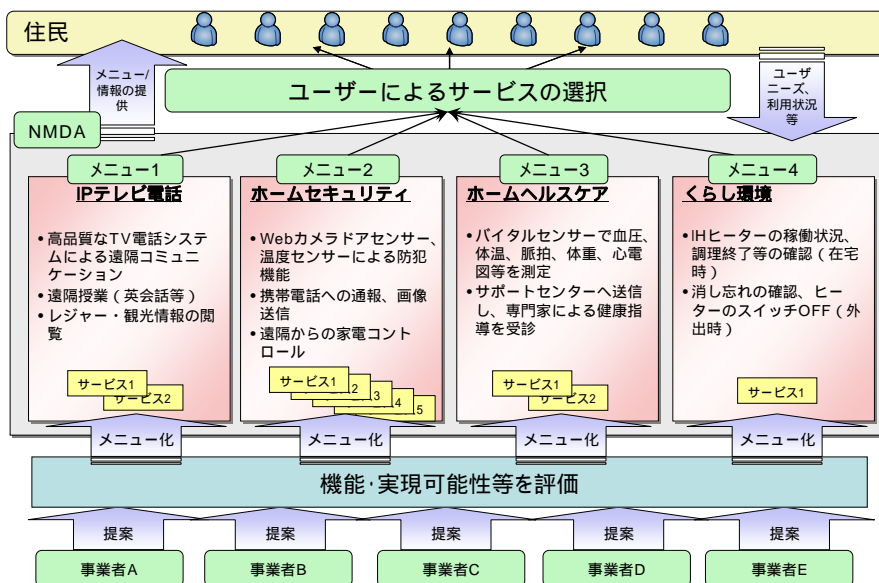 住民
メニュー/
情報の提
供
ユーザーによるサービスの選択
ユーザ
ニーズ、
利用状況
等
NMDA
メニュー1
IPテレビ電話
• 高品質なTV電話システ
ムによる遠隔コミュニ
ケーション
• 遠隔授業（英会話等）
• レジャー・観光情報の閲
覧
サービス1
サービス2
メニュー2
ホームセキュリティ
• Webカメラドアセンサー、
温度センサーによる防犯
機能
• 携帯電話への通報、画像
送信
• 遠隔からの家電コント
ロール
サービス1
2
3
4
5
メニュー3
ホームヘルスケア
• バイタルセンサーで血圧、
体温、脈拍、体重、心電
図等を測定
• サポートセンターへ送信
し、専門家による健康指
導を受診
サービス1
サービス2
メニュー4
くらし環境
• IHヒーターの稼働状況、
調理終了等の確認（在宅
時）
• 消し忘れの確認、ヒー
ターのスイッチOFF（外
出時）
サービス1
メニュー化
メニュー化
メニュー化
メニュー化
機能・実現可能性等を評価
提案
提案
提案
提案
提案
事業者A
事業者B
事業者C
事業者D
事業者E